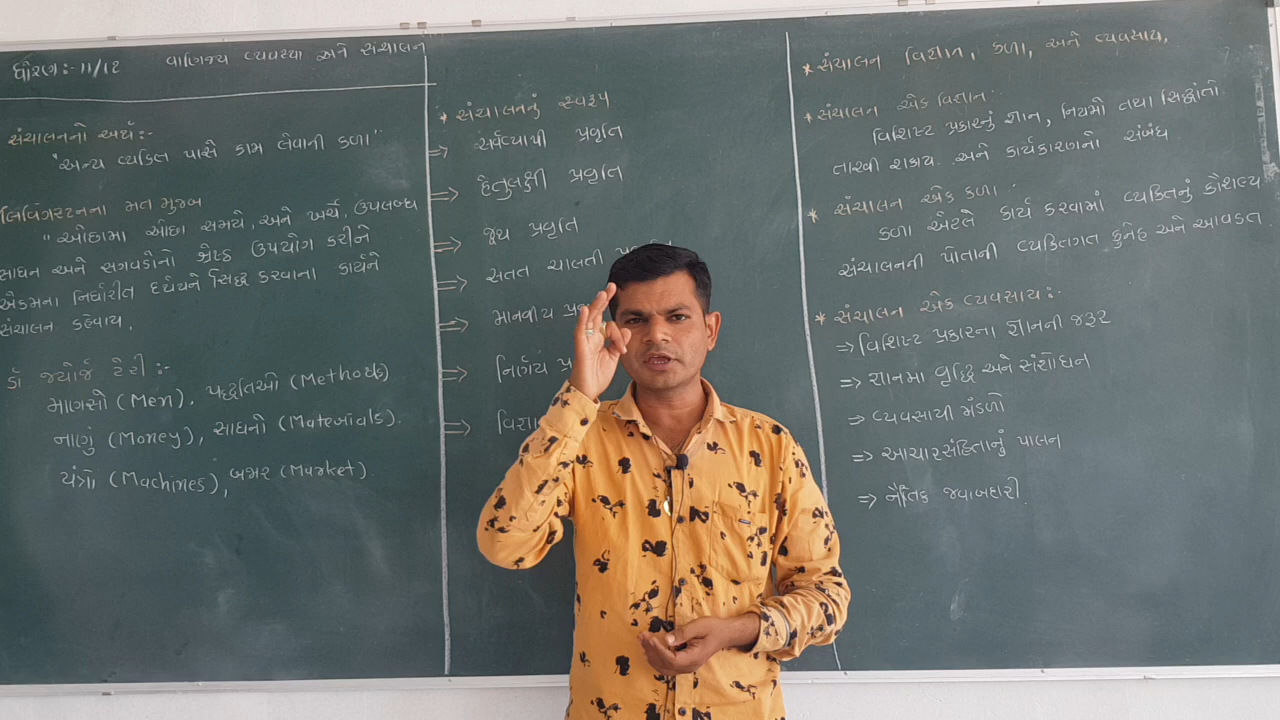 ધોરણ:- 11/12 વાણિજ્ય વ્યવસ્થા અને સંચાલન
સંચાલનનો અર્થ:-
"અન્ય વ્યકિત પાસે કામ લેવાની કળા"
લિવિંગસ્ટનના મત મુજબ
"ઓછામા ઓછા સમયે, અને ખર્ચે, ઉપલબ્ધ
સાધન અને સગવડોનો શ્રેષ્ઠ ઉપયોગ કરીને
એકમના નિર્ધારીત ધ્યેયને સિદ્ધ કરવાના કાર્યને
સંચાલન કહેવાય.
ડૉ જ્યોર્જ ટેરી:-
માણસો (Men), પદ્ધતિઓ (Methods)
નાણું (Money), સાધનો (Materials).
યંત્રો (Machines), બજાર (Market).
* સંચાલનનું સ્વરૂપ
⇒ સર્વવ્યાપી પ્રવૃતિ
⇒ હેતુલક્ષી પ્રવૃતિ
⇒ જૂથ પ્રવૃતિ
⇒ સતત ચાલતી
⇒ માનવીય
⇒ નિર્ણય
⇒
* સંચાલન વિજ્ઞાન, કળા, અને વ્યવસાય,
* સંચાલન એક વિજ્ઞાન:-
વિશિષ્ટ પ્રકારનું જ્ઞાન, નિયમો તથા સિદ્ધાંતો
તારવી શકાય. અને કાર્યકારણનો સંબંધ
* સંચાલન એક કળા:
કળા એટલે કાર્ય કરવામાં વ્યકિતનું કૌશલ્ય
સંચાલનની પોતાની વ્યકિતગત કુનેહ અને આવડત.
* સંચાલન એક વ્યવસાય:-
⇒ વિશિષ્ટ પ્રકારના જ્ઞાનની જરૂર
⇒ જ્ઞાનમા વૃદ્ધિ અને સંશોધન
⇒ વ્યવસાયી મંડળો
⇒ આચારસંહિતાનું પાલન
⇒ નૈતિક જવાબદારી.